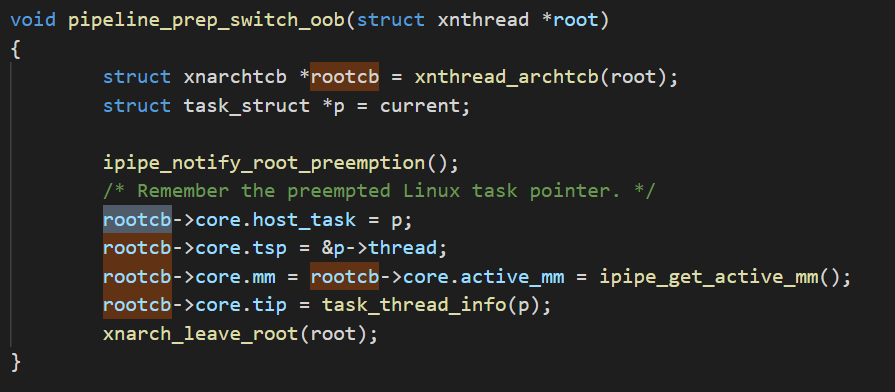 void pipeline_prep_switch_oob(struct xnthread *root)
{
        struct xnarchtcb *rootcb = xnthread_archtcb(root);
        struct task_struct *p = current;

        ipipe_notify_root_preemption();
        /* Remember the preempted Linux task pointer. */
        rootcb->core.host_task = p;
        rootcb->core.tsp = &p->thread;
        rootcb->core.mm = rootcb->core.active_mm = ipipe_get_active_mm();
        rootcb->core.tip = task_thread_info(p);
        xnarch_leave_root(root);
}